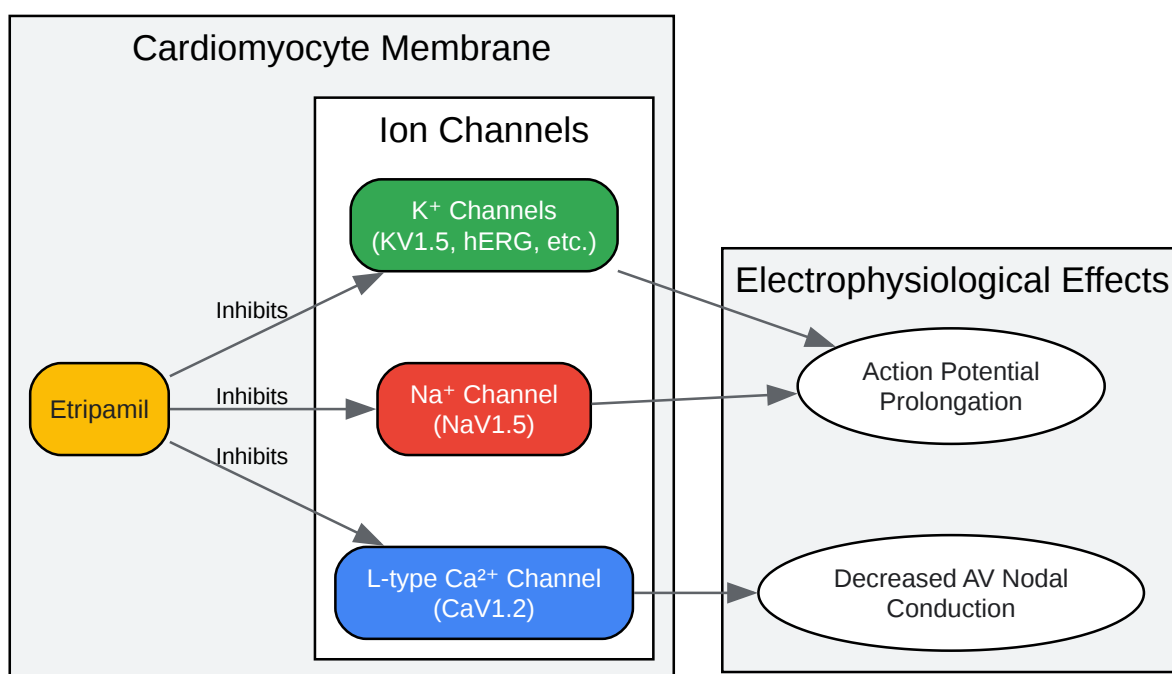 Cardiomyocyte Membrane
Ion Channels
K⁺ Channels
(KV1.5, hERG, etc.)
Electrophysiological Effects
Inhibits
Action Potential
Prolongation
Etripamil
Inhibits
Na⁺ Channel
(NaV1.5)
Inhibits
L-type Ca²⁺ Channel
(CaV1.2)
Decreased AV Nodal
Conduction